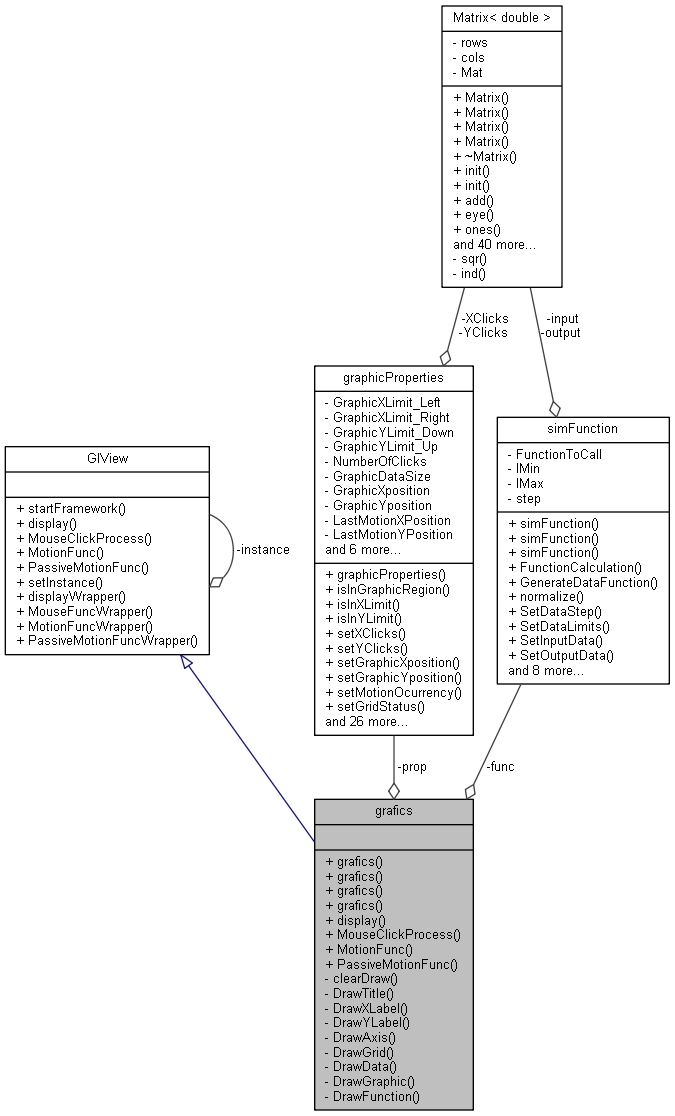 Matrix< double >
- rows
- cols
- Mat
+ Matrix()
+ Matrix()
+ Matrix()
+ Matrix()
+ ~Matrix()
+ init()
+ init()
+ add()
+ eye()
+ ones()
and 40 more...
- sqr()
- ind()
-XClicks
-YClicks
-input
-output
graphicProperties
- GraphicXLimit_Left
- GraphicXLimit_Right
- GraphicYLimit_Down
- GraphicYLimit_Up
- NumberOfClicks
- GraphicDataSize
- GraphicXposition
- GraphicYposition
- LastMotionXPosition
- LastMotionYPosition
and 6 more...
+ graphicProperties()
+ isInGraphicRegion()
+ isInXLimit()
+ isInYLimit()
+ setXClicks()
+ setYClicks()
+ setGraphicXposition()
+ setGraphicYposition()
+ setMotionOcurrency()
+ setGridStatus()
and 26 more...
simFunction
- FunctionToCall
- lMin
- lMax
- step
+ simFunction()
+ simFunction()
+ simFunction()
+ FunctionCalculation()
+ GenerateDataFunction()
+ normalize()
+ SetDataStep()
+ SetDataLimits()
+ SetInputData()
+ SetOutputData()
and 8 more...
GlView
+ startFramework()
+ display()
+ MouseClickProcess()
+ MotionFunc()
+ PassiveMotionFunc()
+ setInstance()
+ displayWrapper()
+ MouseFuncWrapper()
+ MotionFuncWrapper()
+ PassiveMotionFuncWrapper()
-instance
-prop
-func
grafics
+ grafics()
+ grafics()
+ grafics()
+ grafics()
+ display()
+ MouseClickProcess()
+ MotionFunc()
+ PassiveMotionFunc()
- clearDraw()
- DrawTitle()
- DrawXLabel()
- DrawYLabel()
- DrawAxis()
- DrawGrid()
- DrawData()
- DrawGraphic()
- DrawFunction()